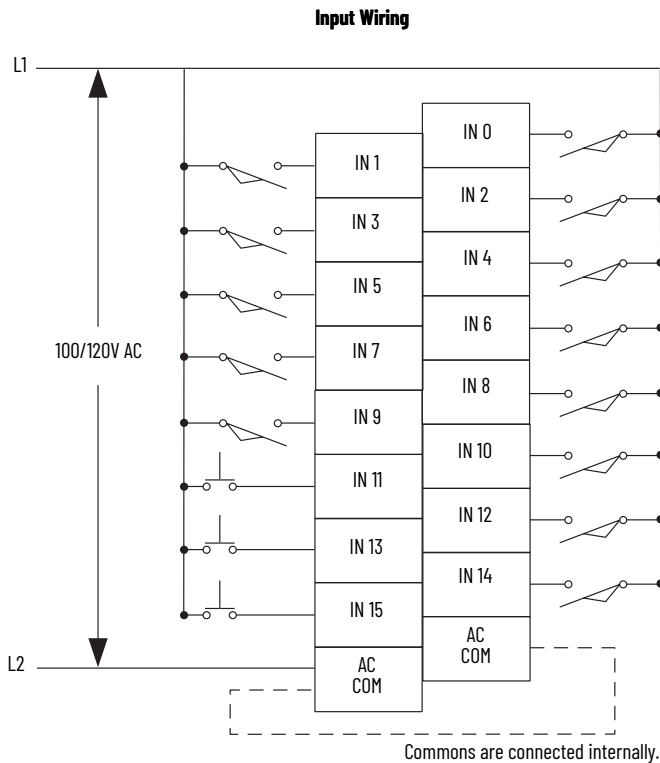 Input Wiring
L1
IN 0
IN 1
IN 2
IN 3
IN 4
IN 5
IN 6
100/120V AC
IN 7
IN 8
IN 9
IN 10
IN 11
IN 12
IN 13
IN 14
IN 15
AC
COM
L2
AC
COM
Commons are connected internally.